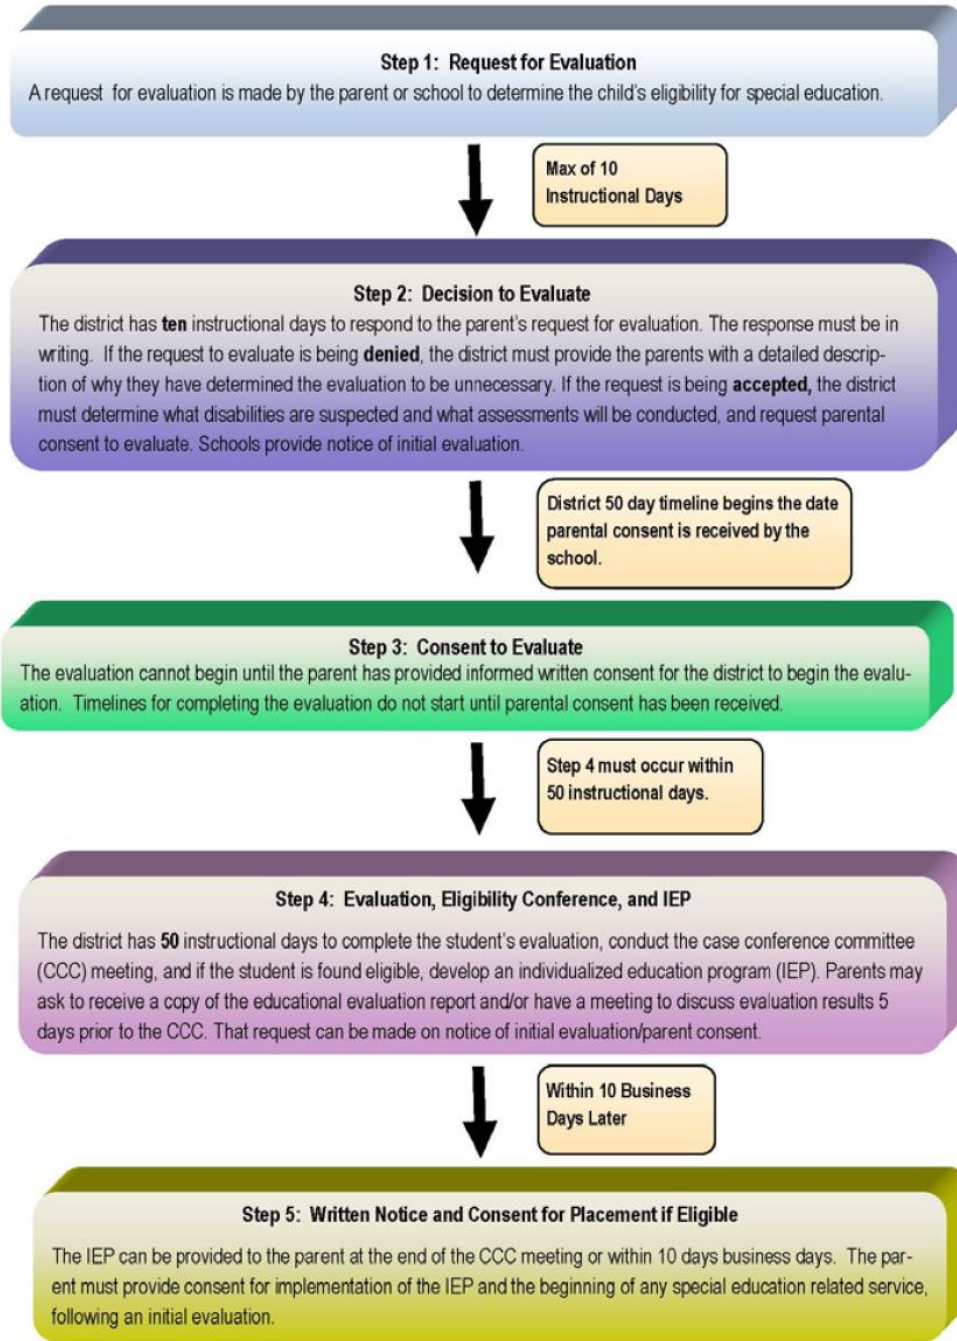 Step 1: Request for Evaluation
A request for evaluation is made by the parent or school to determine the child's eligibility for special education.
Max of 10
Instructional Days
Step 2: Decision to Evaluate
The district has ten instructional days to respond to the parent's request for evaluation. The response must be in
writing. If the request to evaluate is being denied, the district must provide the parents with a detailed descrip-
tion of why they have determined the evaluation to be unnecessary. If the request is being accepted, the district
must determine what disabilities are suspected and what assessments will be conducted, and request parental
consent to evaluate. Schools provide notice of initial evaluation.
District 50 day timeline begins the date
parental consent is received by the
school.
Step 3: Consent to Evaluate
The evaluation cannot begin until the parent has provided informed written consent for the district to begin the evalu-
ation. Timelines for completing the evaluation do not start until parental consent has been received.
Step 4 must occur within
50 instructional days.
Step 4: Evaluation, Eligibility Conference, and IEP
The district has 50 instructional days to complete the student's evaluation, conduct the case conference committee
(CCC) meeting, and if the student is found eligible, develop an individualized education program (IEP). Parents may
ask to receive a copy of the educational evaluation report and/or have a meeting to discuss evaluation results 5
days prior to the CCC. That request can be made on notice of initial evaluation/parent consent.
Within 10 Business
Days Later
Step 5: Written Notice and Consent for Placement if Eligible
The IEP can be provided to the parent at the end of the CCC meeting or within 10 days business days. The par-
ent must provide consent for implementation of the IEP and the beginning of any special education related service,
following an initial evaluation.